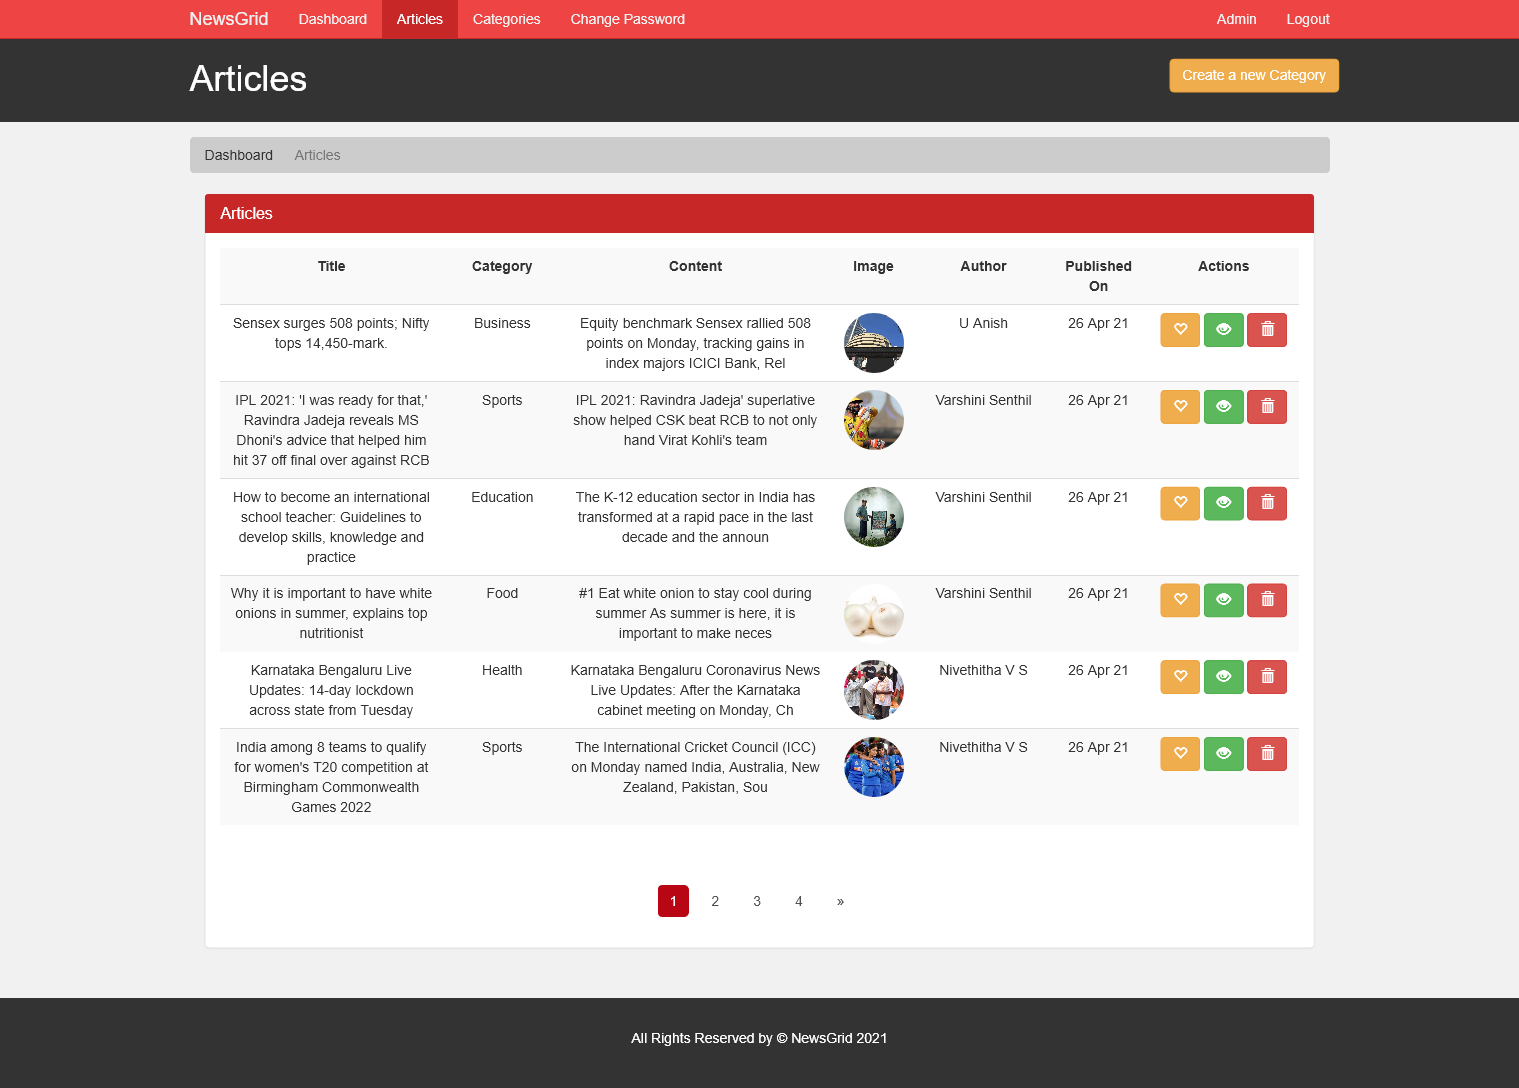 NewsGrid Dashboard Articles Categories Change Password Admin Logout
Articles Create a new Category
Dashboard Articles
Articles
Title Category Content Image Author Published On Actions
Sensex surges 508 points; Nifty
tops 14,450-mark.
Business
Equity benchmark Sensex rallied 508
points on Monday, tracking gains in
index majors ICICI Bank, Rel
U Anish
26 Apr 21
IPL 2021: 'I was ready for that,'
Ravindra Jadeja reveals MS
Dhoni's advice that helped him
hit 37 off final over against RCB
Sports
IPL 2021: Ravindra Jadeja' superlative
show helped CSK beat RCB to not only
hand Virat Kohli's team
Varshini Senthil
26 Apr 21
How to become an international
school teacher: Guidelines to
develop skills, knowledge and
practice
Education
The K-12 education sector in India has
transformed at a rapid pace in the last
decade and the announ
Varshini Senthil
26 Apr 21
Why it is important to have white
onions in summer, explains top
nutritionist
Food
#1 Eat white onion to stay cool during
summer As summer is here, it is
important to make neces
Varshini Senthil
26 Apr 21
Karnataka Bengaluru Live
Updates: 14-day lockdown
across state from Tuesday
Health
Karnataka Bengaluru Coronavirus News
Live Updates: After the Karnataka
cabinet meeting on Monday, Ch
Nivethitha V S
26 Apr 21
India among 8 teams to qualify
for women's T20 competition at
Birmingham Commonwealth
Games 2022
Sports
The International Cricket Council (ICC)
on Monday named India, Australia, New
Zealand, Pakistan, Sou
Nivethitha V S
26 Apr 21
1 2 3 4 »
All Rights Reserved by © NewsGrid 2021